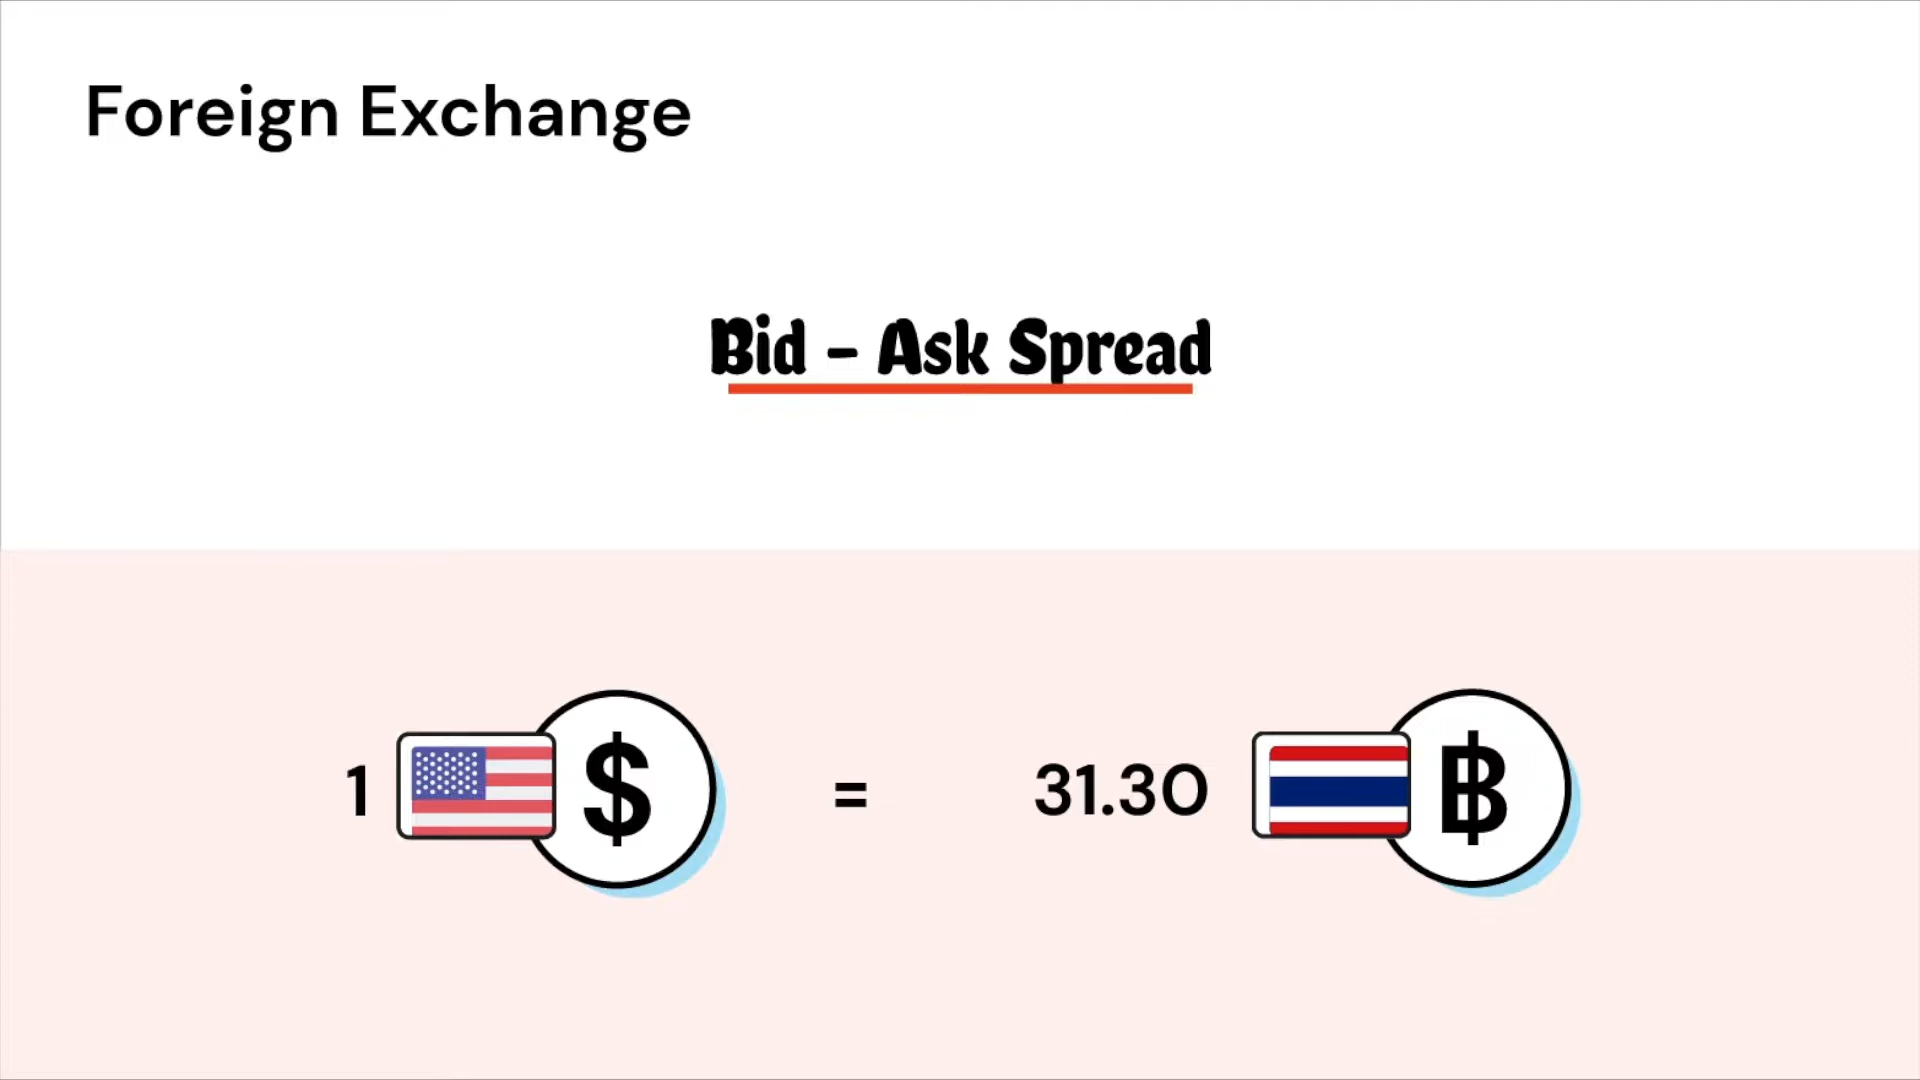 Foreign Exchange
Bid - Ask Spread
1 $ = 31.30 ฿